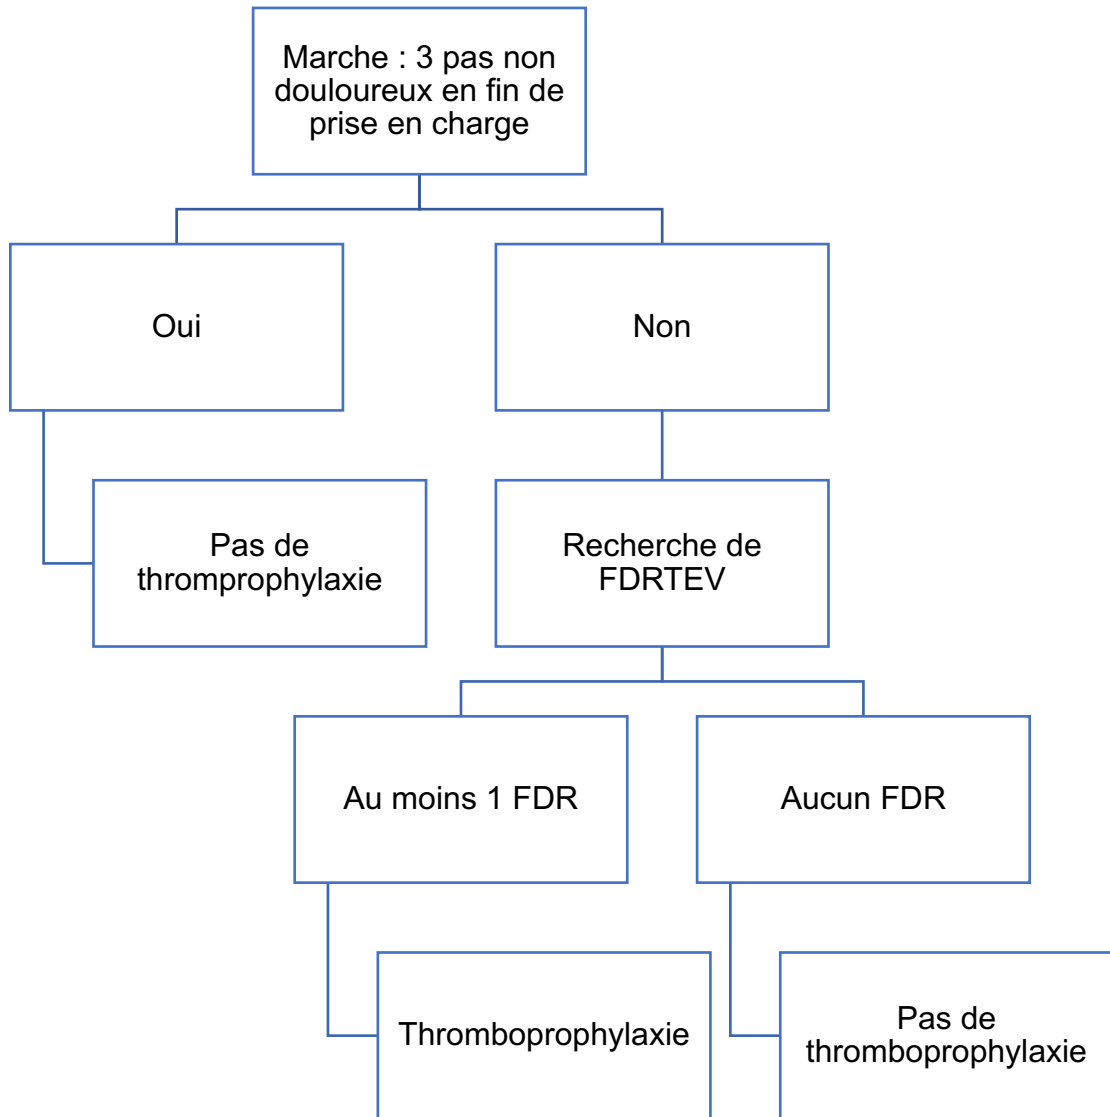 Marche : 3 pas non
douloureux en fin de
prise en charge
Oui
Non
Pas de
thromprophylaxie
Recherche de
FDRTEV
Au moins 1 FDR
Aucun FDR
Thromboprophylaxie
Pas de
thromboprophylaxie